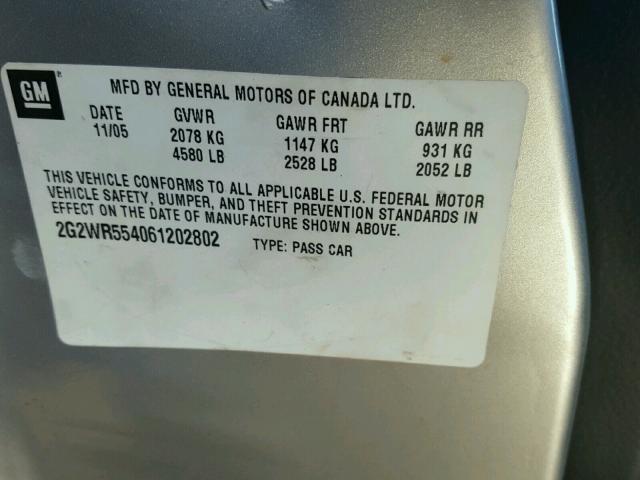 GM®
MFD BY GENERAL MOTORS OF CANADA LTD.
DATE GVWR GAWR FRT GAWR RR
11/05 2078 KG 1147 KG 931 KG
4580 LB 2528 LB 2052 LB
THIS VEHICLE CONFORMS TO ALL APPLICABLE U.S. FEDERAL MOTOR
VEHICLE SAFETY, BUMPER, AND THEFT PREVENTION STANDARDS IN
EFFECT ON THE DATE OF MANUFACTURE SHOWN ABOVE.
2G2WR554061202802 TYPE: PASS CAR